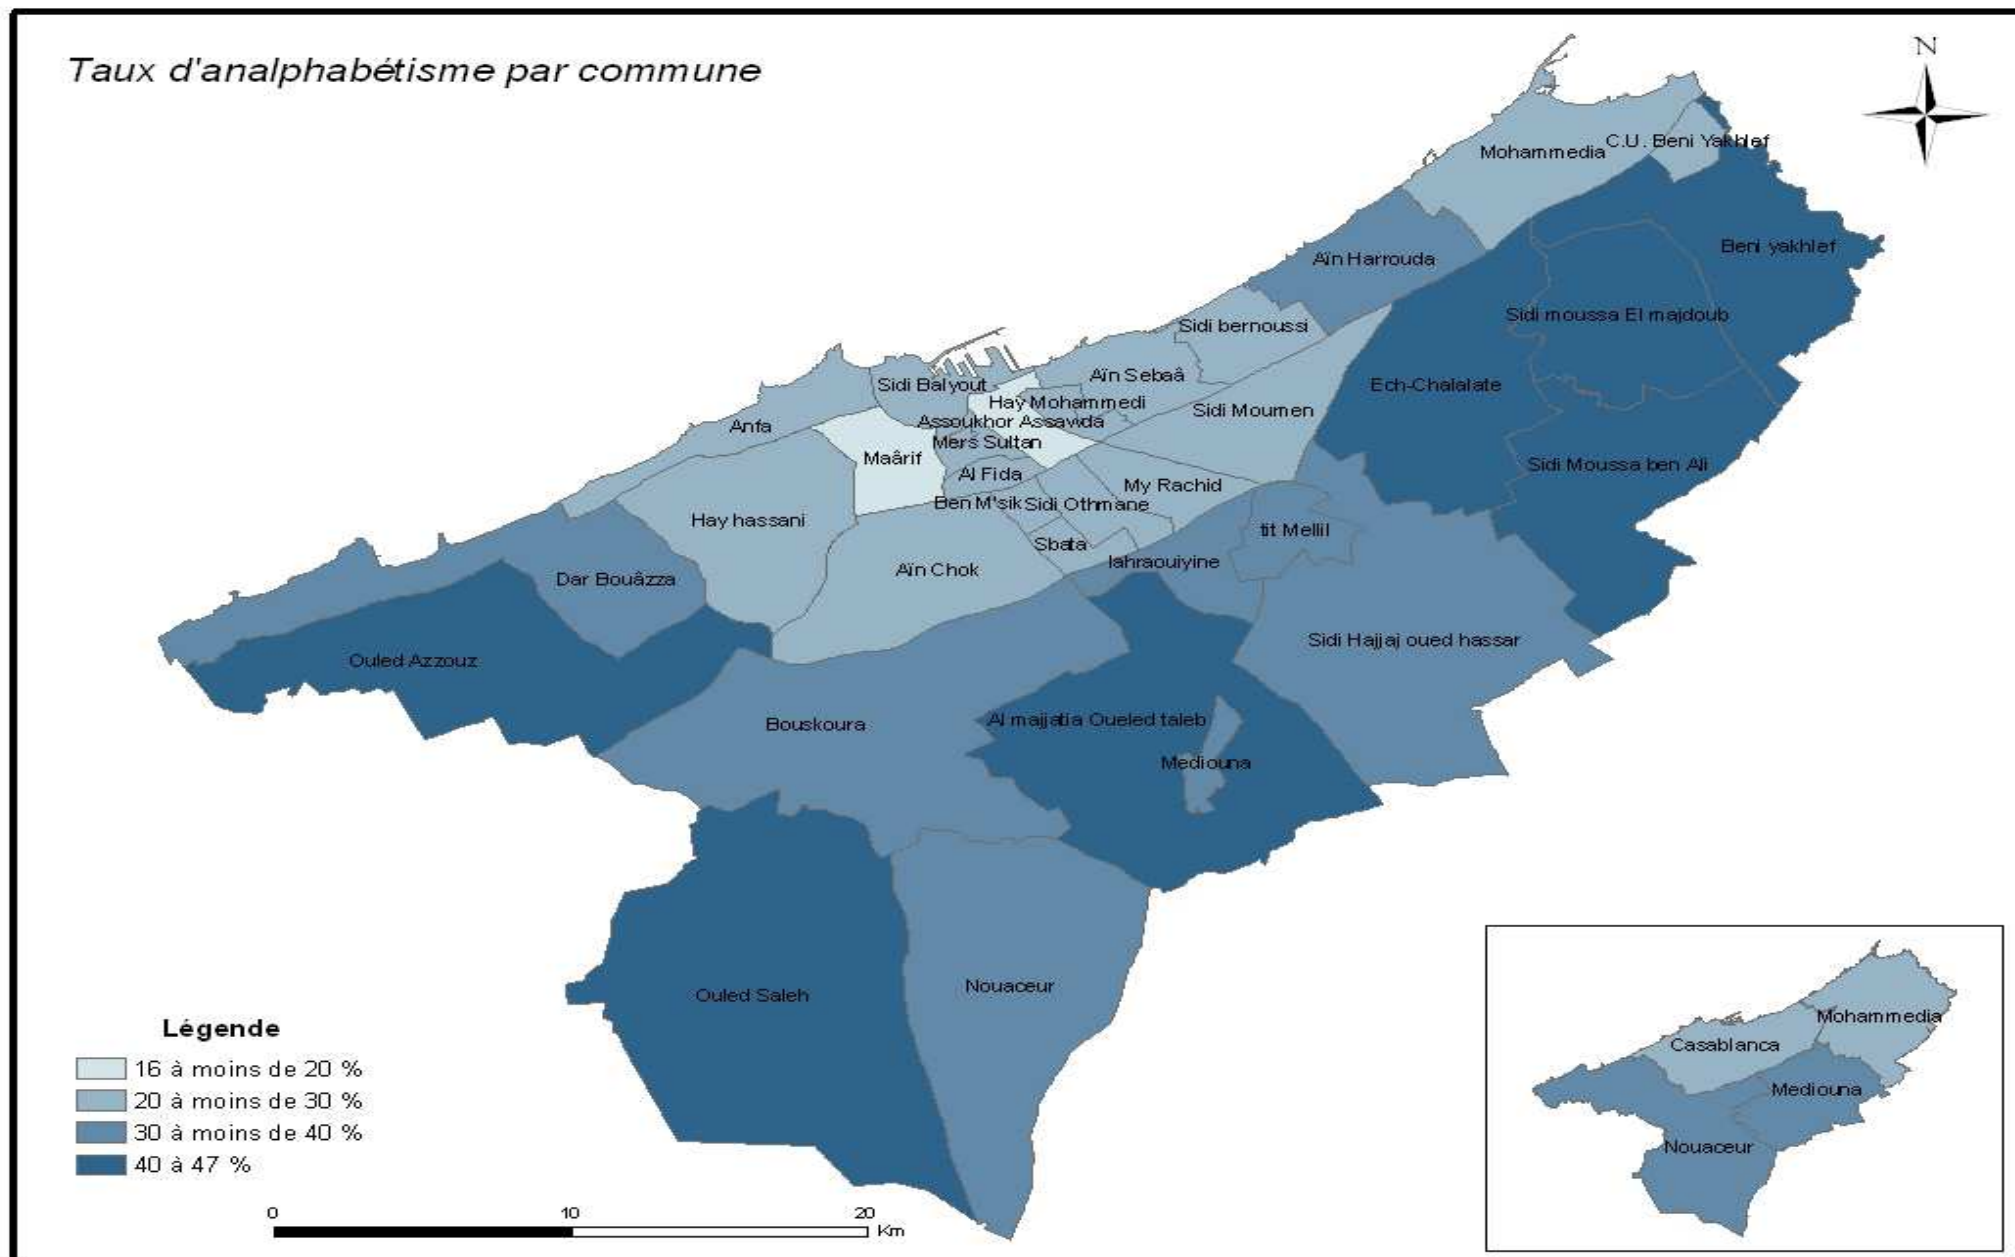 Taux d'analphabétisme par commune
N
C.U. Beni Yakhlef
Mohammedia
Beni yakhlef
Aïn Harrouda
Sidi moussa El majdoub
Sidi bernoussi
Aïn Sebaâ
Sidi Balyout
Ech-Chalalate
Hay Mohammedi
Sidi Moumen
Assoukhor Assawda
Anfa
Mers Sultan
Maârif
Sidi Moussa ben Ali
Al Fida
My Rachid
Ben M'sik
Sidi Othmane
Hay hassani
tit Mellil
Sbata
lahraouiyine
Aïn Chok
Dar Bouâzza
Sidi Hajjaj oued hassar
Ouled Azzouz
Al majjatia Oueled taleb
Bouskoura
Mediouna
Nouaceur
Ouled Saleh
Légende
16 à moins de 20 %
20 à moins de 30 %
30 à moins de 40 %
40 à 47 %
0 10 20
Km
Mohammedia
Casablanca
Mediouna
Nouaceur